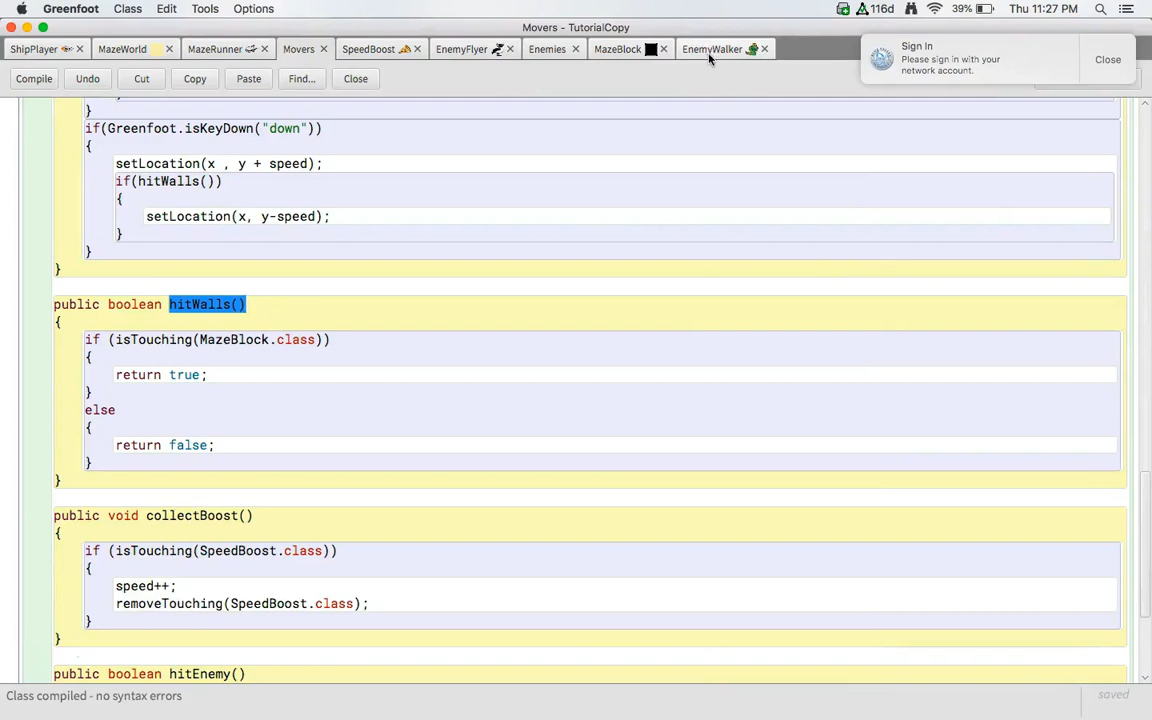 Greenfoot Class Edit Tools Options 116d 39% Thu 11:27 PM
Movers - TutorialCopy
ShipPlayer MazeWorld MazeRunner Movers SpeedBoost EnemyFlyer Enemies MazeBlock EnemyWalker
Sign In
Please sign in with your
network account.
Close
Compile Undo Cut Copy Paste Find... Close
}
if(Greenfoot.isKeyDown("down"))
{
setLocation(x , y + speed);
if(hitWalls())
{
setLocation(x, y-speed);
}
}
}
public boolean hitWalls()
{
if (isTouching(MazeBlock.class))
{
return true;
}
else
{
return false;
}
}
public void collectBoost()
{
if (isTouching(SpeedBoost.class))
{
speed++;
removeTouching(SpeedBoost.class);
}
}
public boolean hitEnemy()
Class compiled - no syntax errors
saved